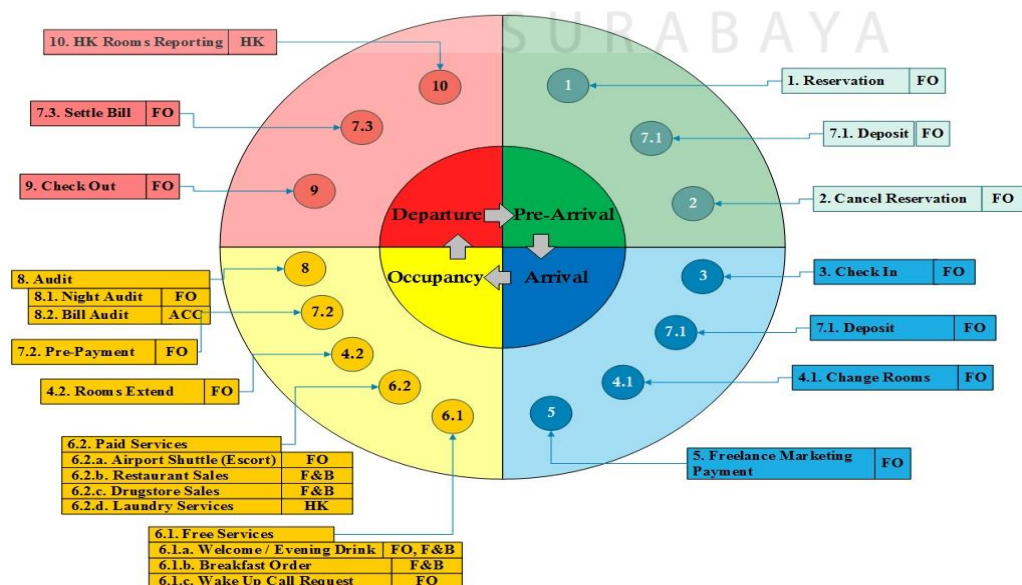 SURABAYA
10. HK Rooms Reporting HK
7.3. Settle Bill FO
9. Check Out FO
1. Reservation FO
7.1. Deposit FO
2. Cancel Reservation FO
10
7.3
9
1
7.1
2
Departure
Pre-Arrival
Occupancy
Arrival
8
7.2
4.2
6.2
6.1
3
7.1
4.1
5
8. Audit
8.1. Night Audit FO
8.2. Bill Audit ACC
7.2. Pre-Payment FO
4.2. Rooms Extend FO
6.2. Paid Services
6.2.a. Airport Shuttle (Escort) FO
6.2.b. Restaurant Sales F&B
6.2.c. Drugstore Sales F&B
6.2.d. Laundry Services HK
6.1. Free Services
6.1.a. Welcome / Evening Drink FO, F&B
6.1.b. Breakfast Order F&B
6.1.c. Wake Up Call Request FO
3. Check In FO
7.1. Deposit FO
4.1. Change Rooms FO
5. Freelance Marketing
Payment FO